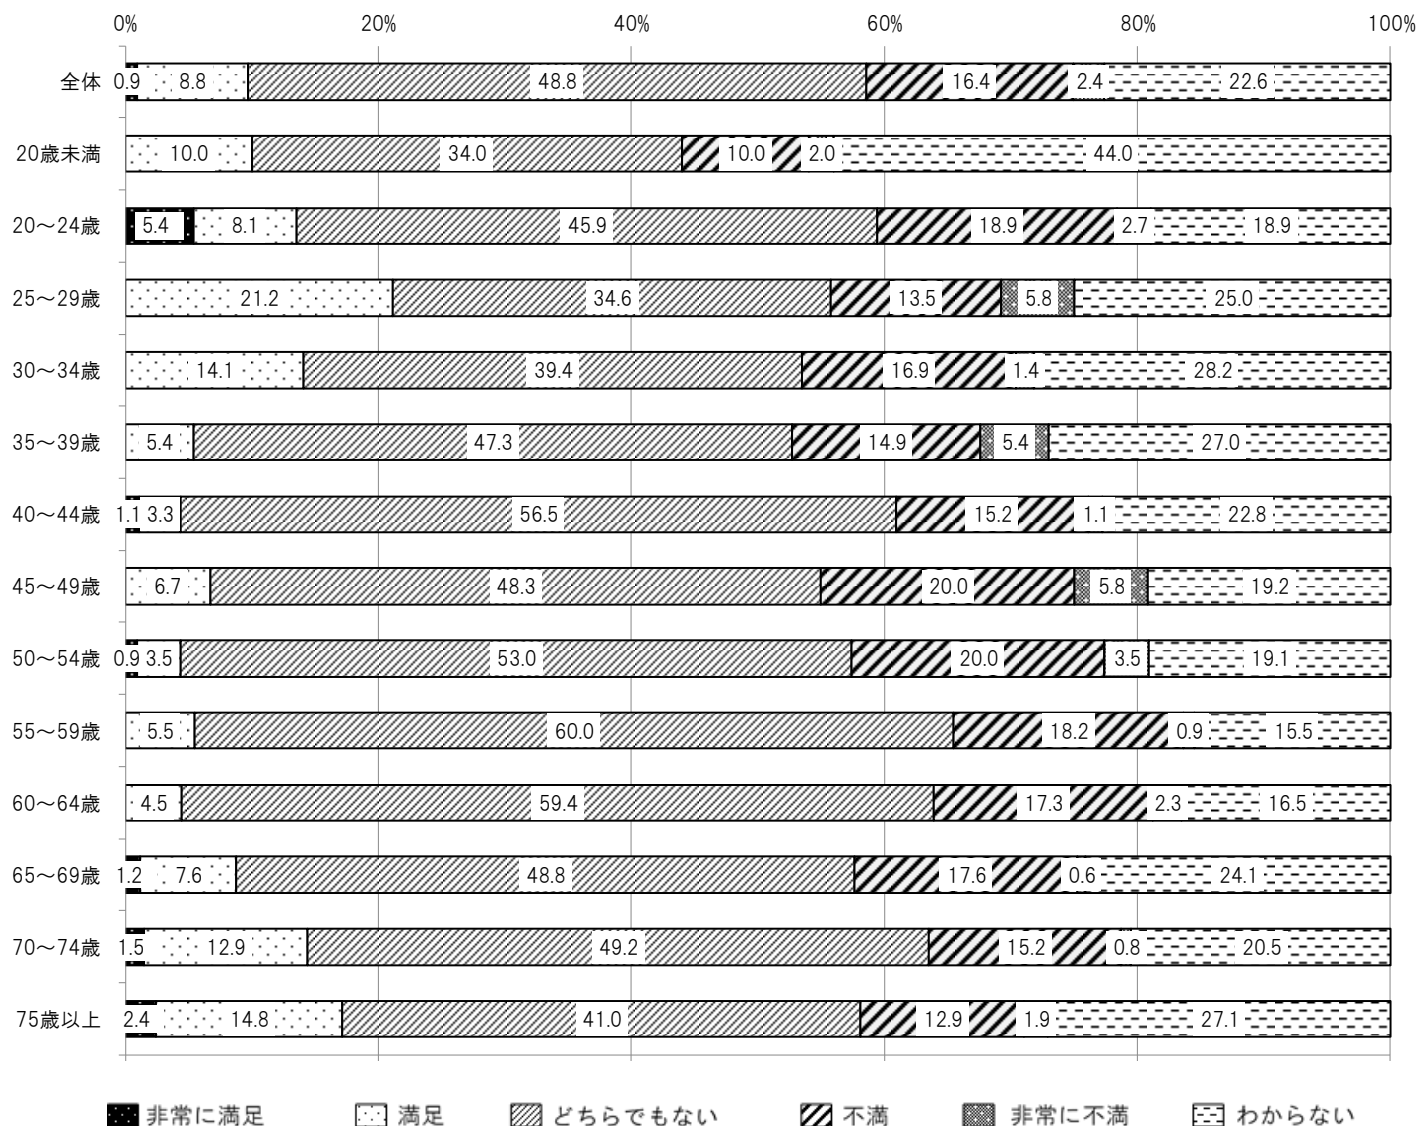 0% 20% 40% 60% 80% 100%
全体 0.9 8.8 48.8 16.4 2.4 22.6
20歳未満 10.0 34.0 10.0 2.0 44.0
20～24歳 5.4 8.1 45.9 18.9 2.7 18.9
25～29歳 21.2 34.6 13.5 5.8 25.0
30～34歳 14.1 39.4 16.9 1.4 28.2
35～39歳 5.4 47.3 14.9 5.4 27.0
40～44歳 1.1 3.3 56.5 15.2 1.1 22.8
45～49歳 6.7 48.3 20.0 5.8 19.2
50～54歳 0.9 3.5 53.0 20.0 3.5 19.1
55～59歳 5.5 60.0 18.2 0.9 15.5
60～64歳 4.5 59.4 17.3 2.3 16.5
65～69歳 1.2 7.6 48.8 17.6 0.6 24.1
70～74歳 1.5 12.9 49.2 15.2 0.8 20.5
75歳以上 2.4 14.8 41.0 12.9 1.9 27.1
非常に満足 満足 どちらでもない 不満 非常に不満 わからない